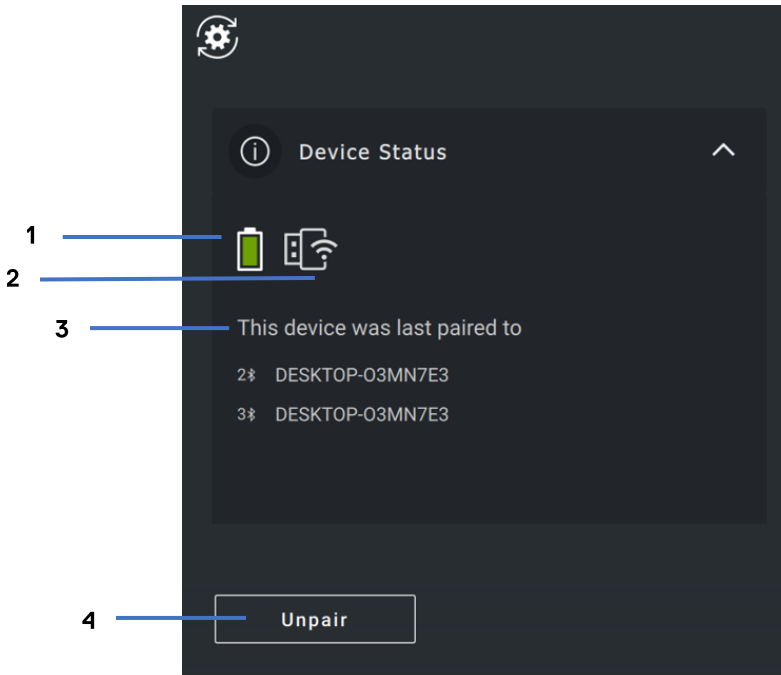 Device Status
1
2
3
This device was last paired to
2 DESKTOP-O3MN7E3
3 DESKTOP-O3MN7E3
4
Unpair